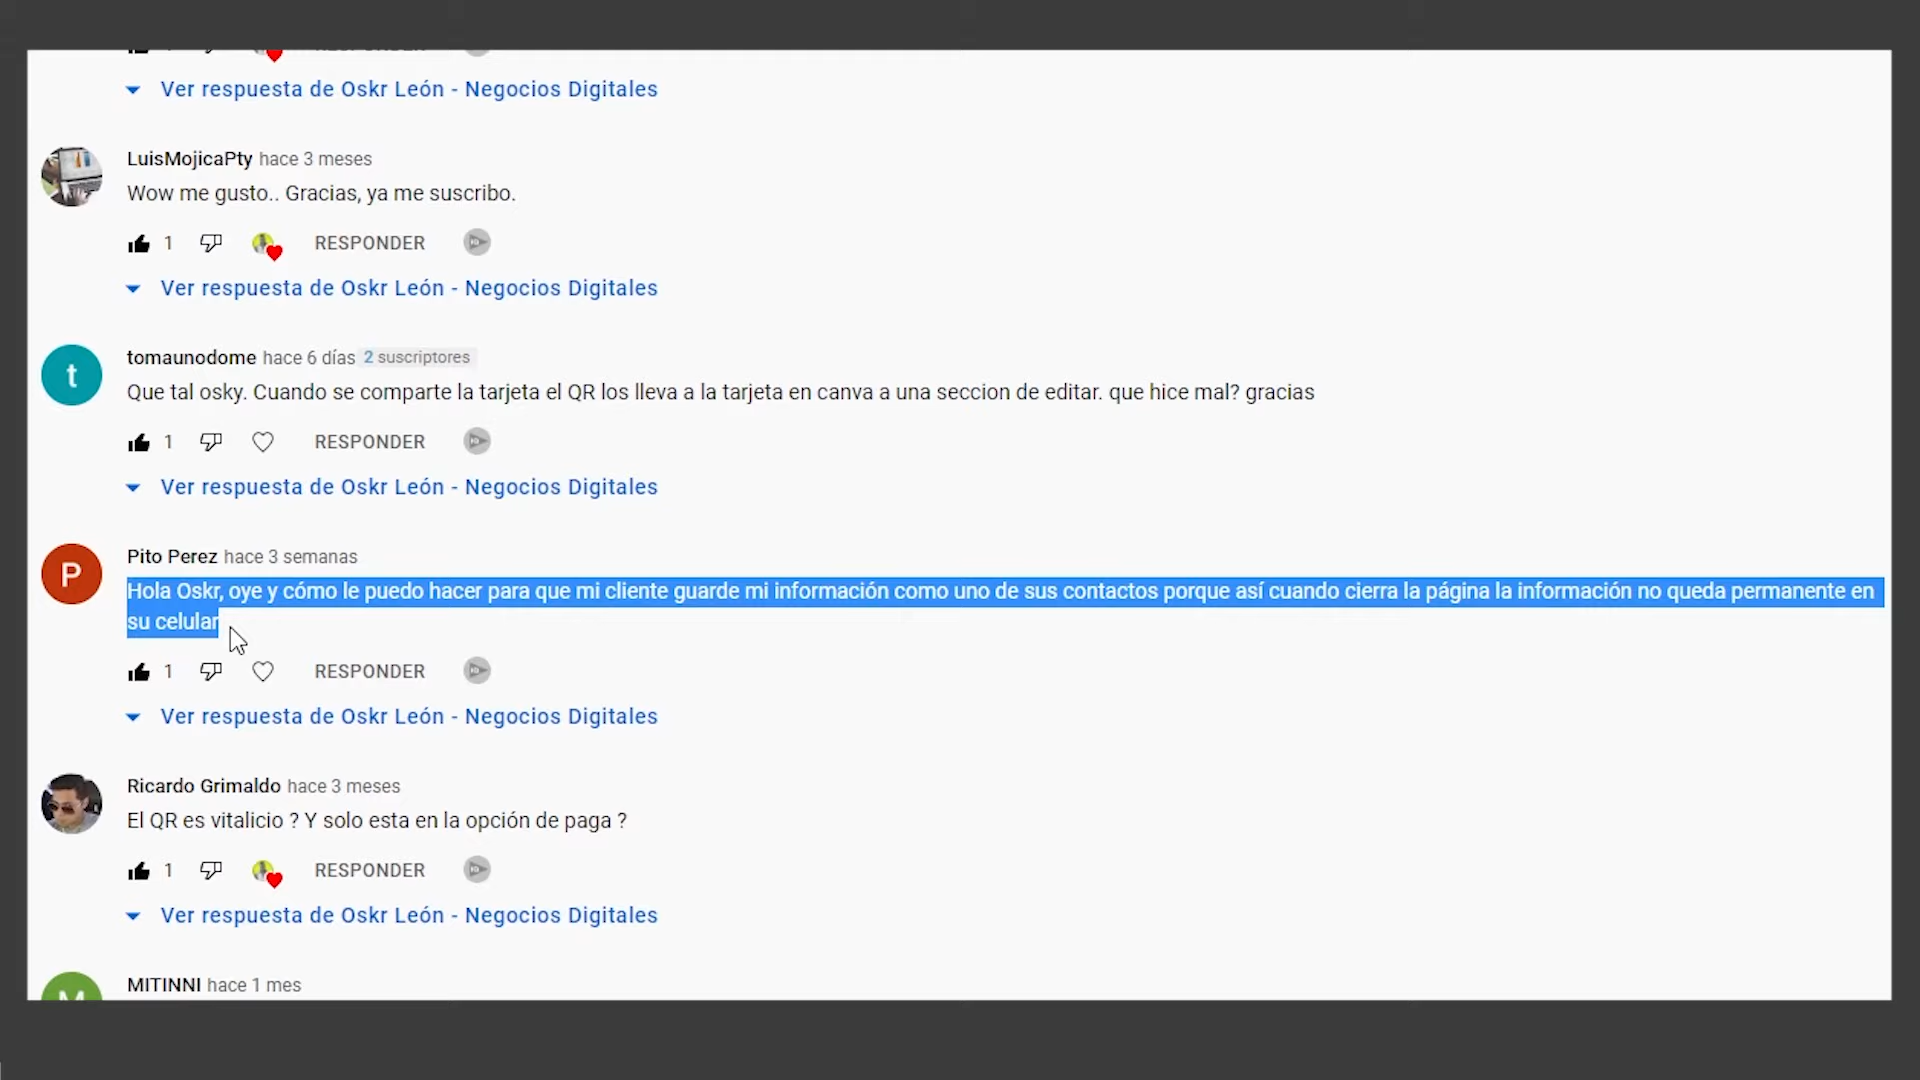 Ver respuesta de Oskr León - Negocios Digitales
LuisMojicaPty hace 3 meses
Wow me gusto.. Gracias, ya me suscribo.
1 RESPONDER
Ver respuesta de Oskr León - Negocios Digitales
t
tomaunodome hace 6 días 2 suscriptores
Que tal osky. Cuando se comparte la tarjeta el QR los lleva a la tarjeta en canva a una seccion de editar. que hice mal? gracias
1 RESPONDER
Ver respuesta de Oskr León - Negocios Digitales
P
Pito Perez hace 3 semanas
Hola Oskr, oye y cómo le puedo hacer para que mi cliente guarde mi información como uno de sus contactos porque así cuando cierra la página la información no queda permanente en
su celular
1 RESPONDER
Ver respuesta de Oskr León - Negocios Digitales
Ricardo Grimaldo hace 3 meses
El QR es vitalicio ? Y solo esta en la opción de paga ?
1 RESPONDER
Ver respuesta de Oskr León - Negocios Digitales
M
MITINNI hace 1 mes